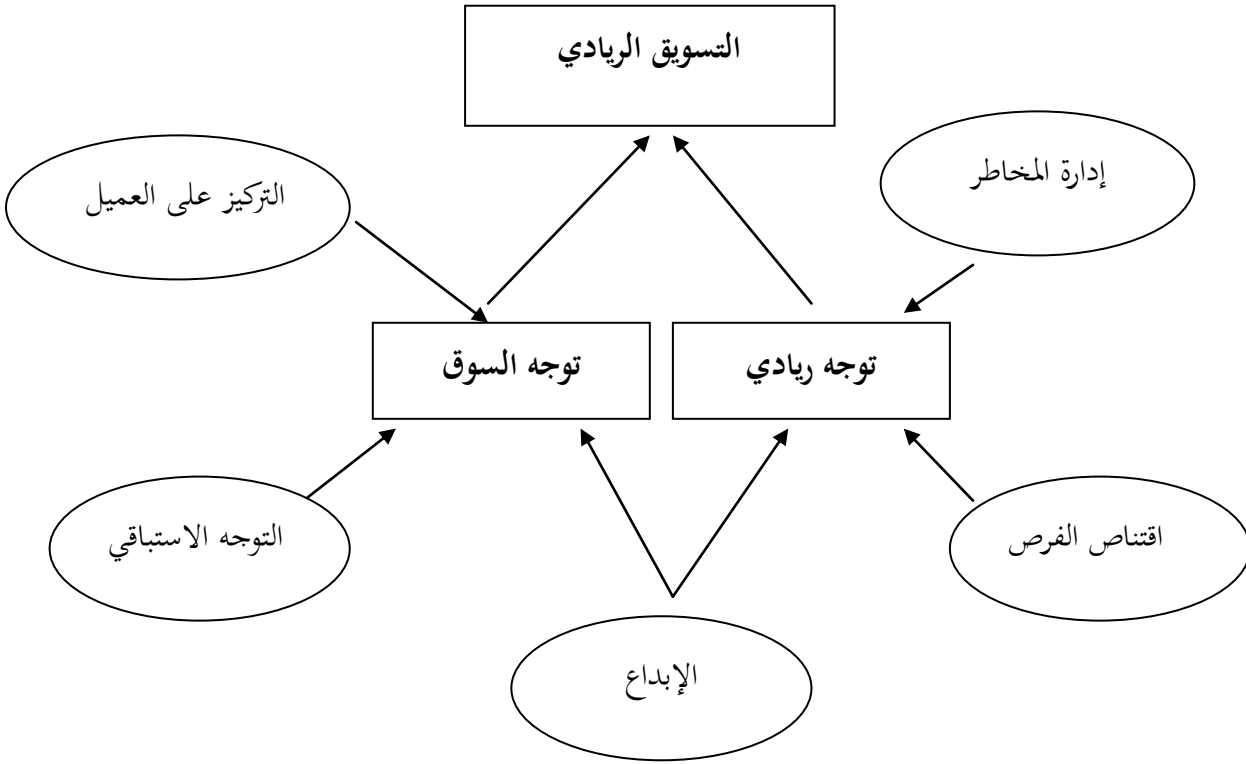 التسويق الريادي
إدارة المخاطر
التركيز على العميل
توجه ريادي
توجه السوق
اقتناص الفرص
التوجه الاستباقي
الإبداع